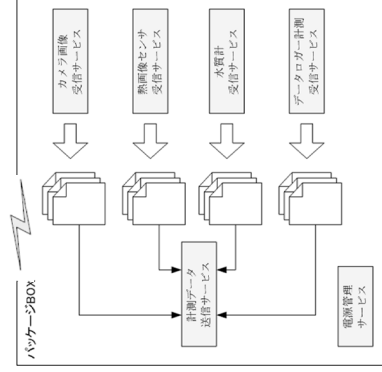 パッケージBOX
カメラ画像
受信サービス
熱画像センサ
受信サービス
水質計
受信サービス
データロガー計測
受信サービス
計測データ
送信サービス
電源管理
サービス